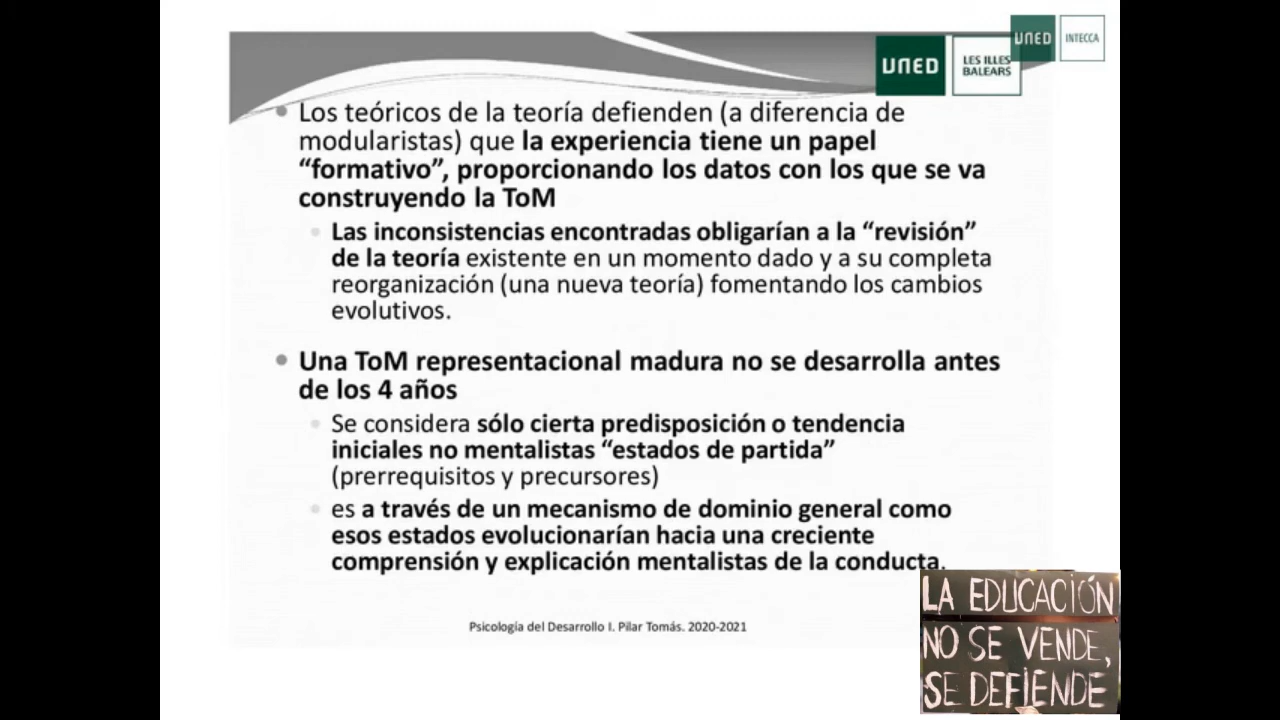 UNED
INTECCA
UNED
LES ILLES
BALEARS
Los teóricos de la teoría defienden (a diferencia de
modularistas) que la experiencia tiene un papel
“formativo”, proporcionando los datos con los que se va
construyendo la ToM
Las inconsistencias encontradas obligarían a la “revisión”
de la teoría existente en un momento dado y a su completa
reorganización (una nueva teoría) fomentando los cambios
evolutivos.
Una ToM representacional madura no se desarrolla antes
de los 4 años
Se considera sólo cierta predisposición o tendencia
iniciales no mentalistas “estados de partida”
(prerrequisitos y precursores)
es a través de un mecanismo de dominio general como
esos estados evolucionarían hacia una creciente
comprensión y explicación mentalistas de la conducta.
Psicología del Desarrollo I. Pilar Tomás. 2020-2021
LA EDUCACIÓN
NO SE VENDE,
SE DEFIENDE